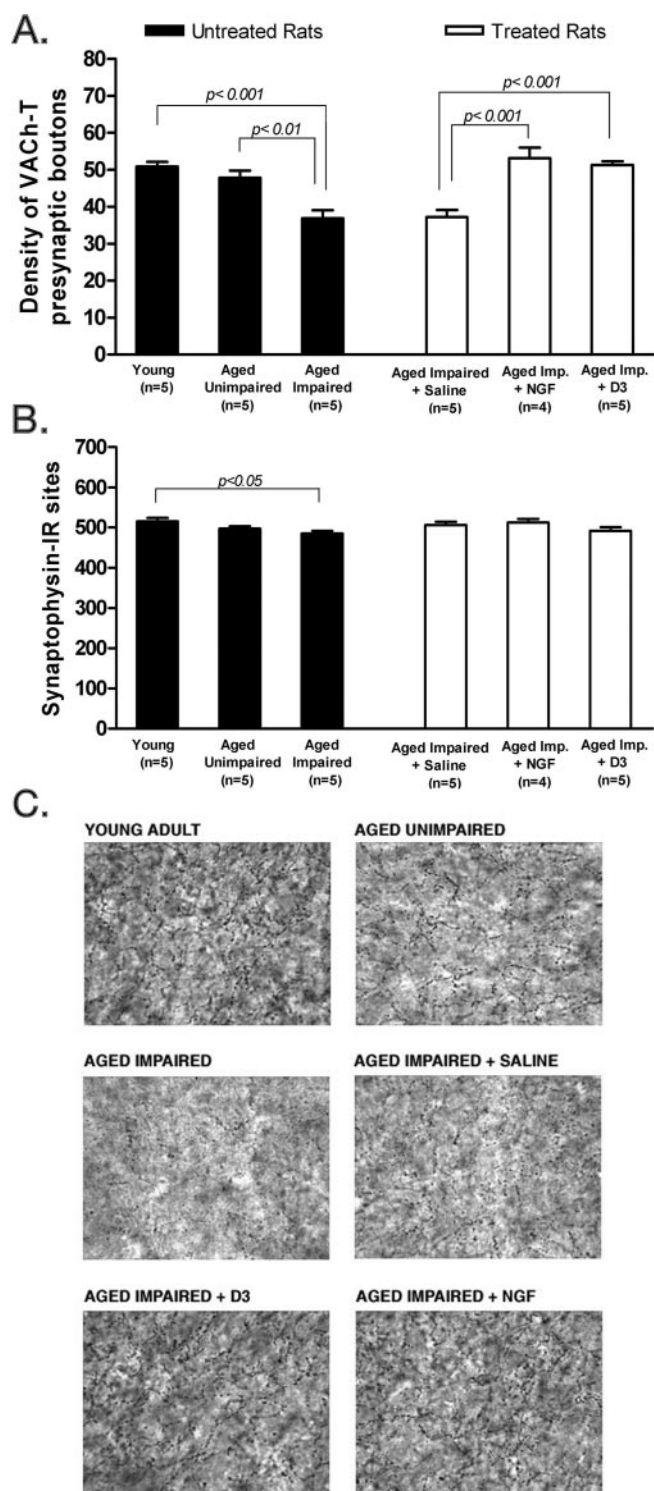 A.
Untreated Rats
Treated Rats
Density of VACh-T
presynaptic boutons
80
70
60
50
40
30
20
10
0
p< 0.001
p< 0.01
p< 0.001
p< 0.001
Young
(n=5)
Aged
Unimpaired
(n=5)
Aged
Impaired
(n=5)
Aged Impaired
+ Saline
(n=5)
Aged Imp.
+ NGF
(n=4)
Aged Imp.
+ D3
(n=5)
B.
Synaptophysin-IR sites
700
600
500
400
300
200
100
0
p<0.05
Young
(n=5)
Aged
Unimpaired
(n=5)
Aged
Impaired
(n=5)
Aged Impaired
+ Saline
(n=5)
Aged Imp.
+ NGF
(n=4)
Aged Imp.
+ D3
(n=5)
C.
YOUNG ADULT
AGED UNIMPAIRED
AGED IMPAIRED
AGED IMPAIRED + SALINE
AGED IMPAIRED + D3
AGED IMPAIRED + NGF